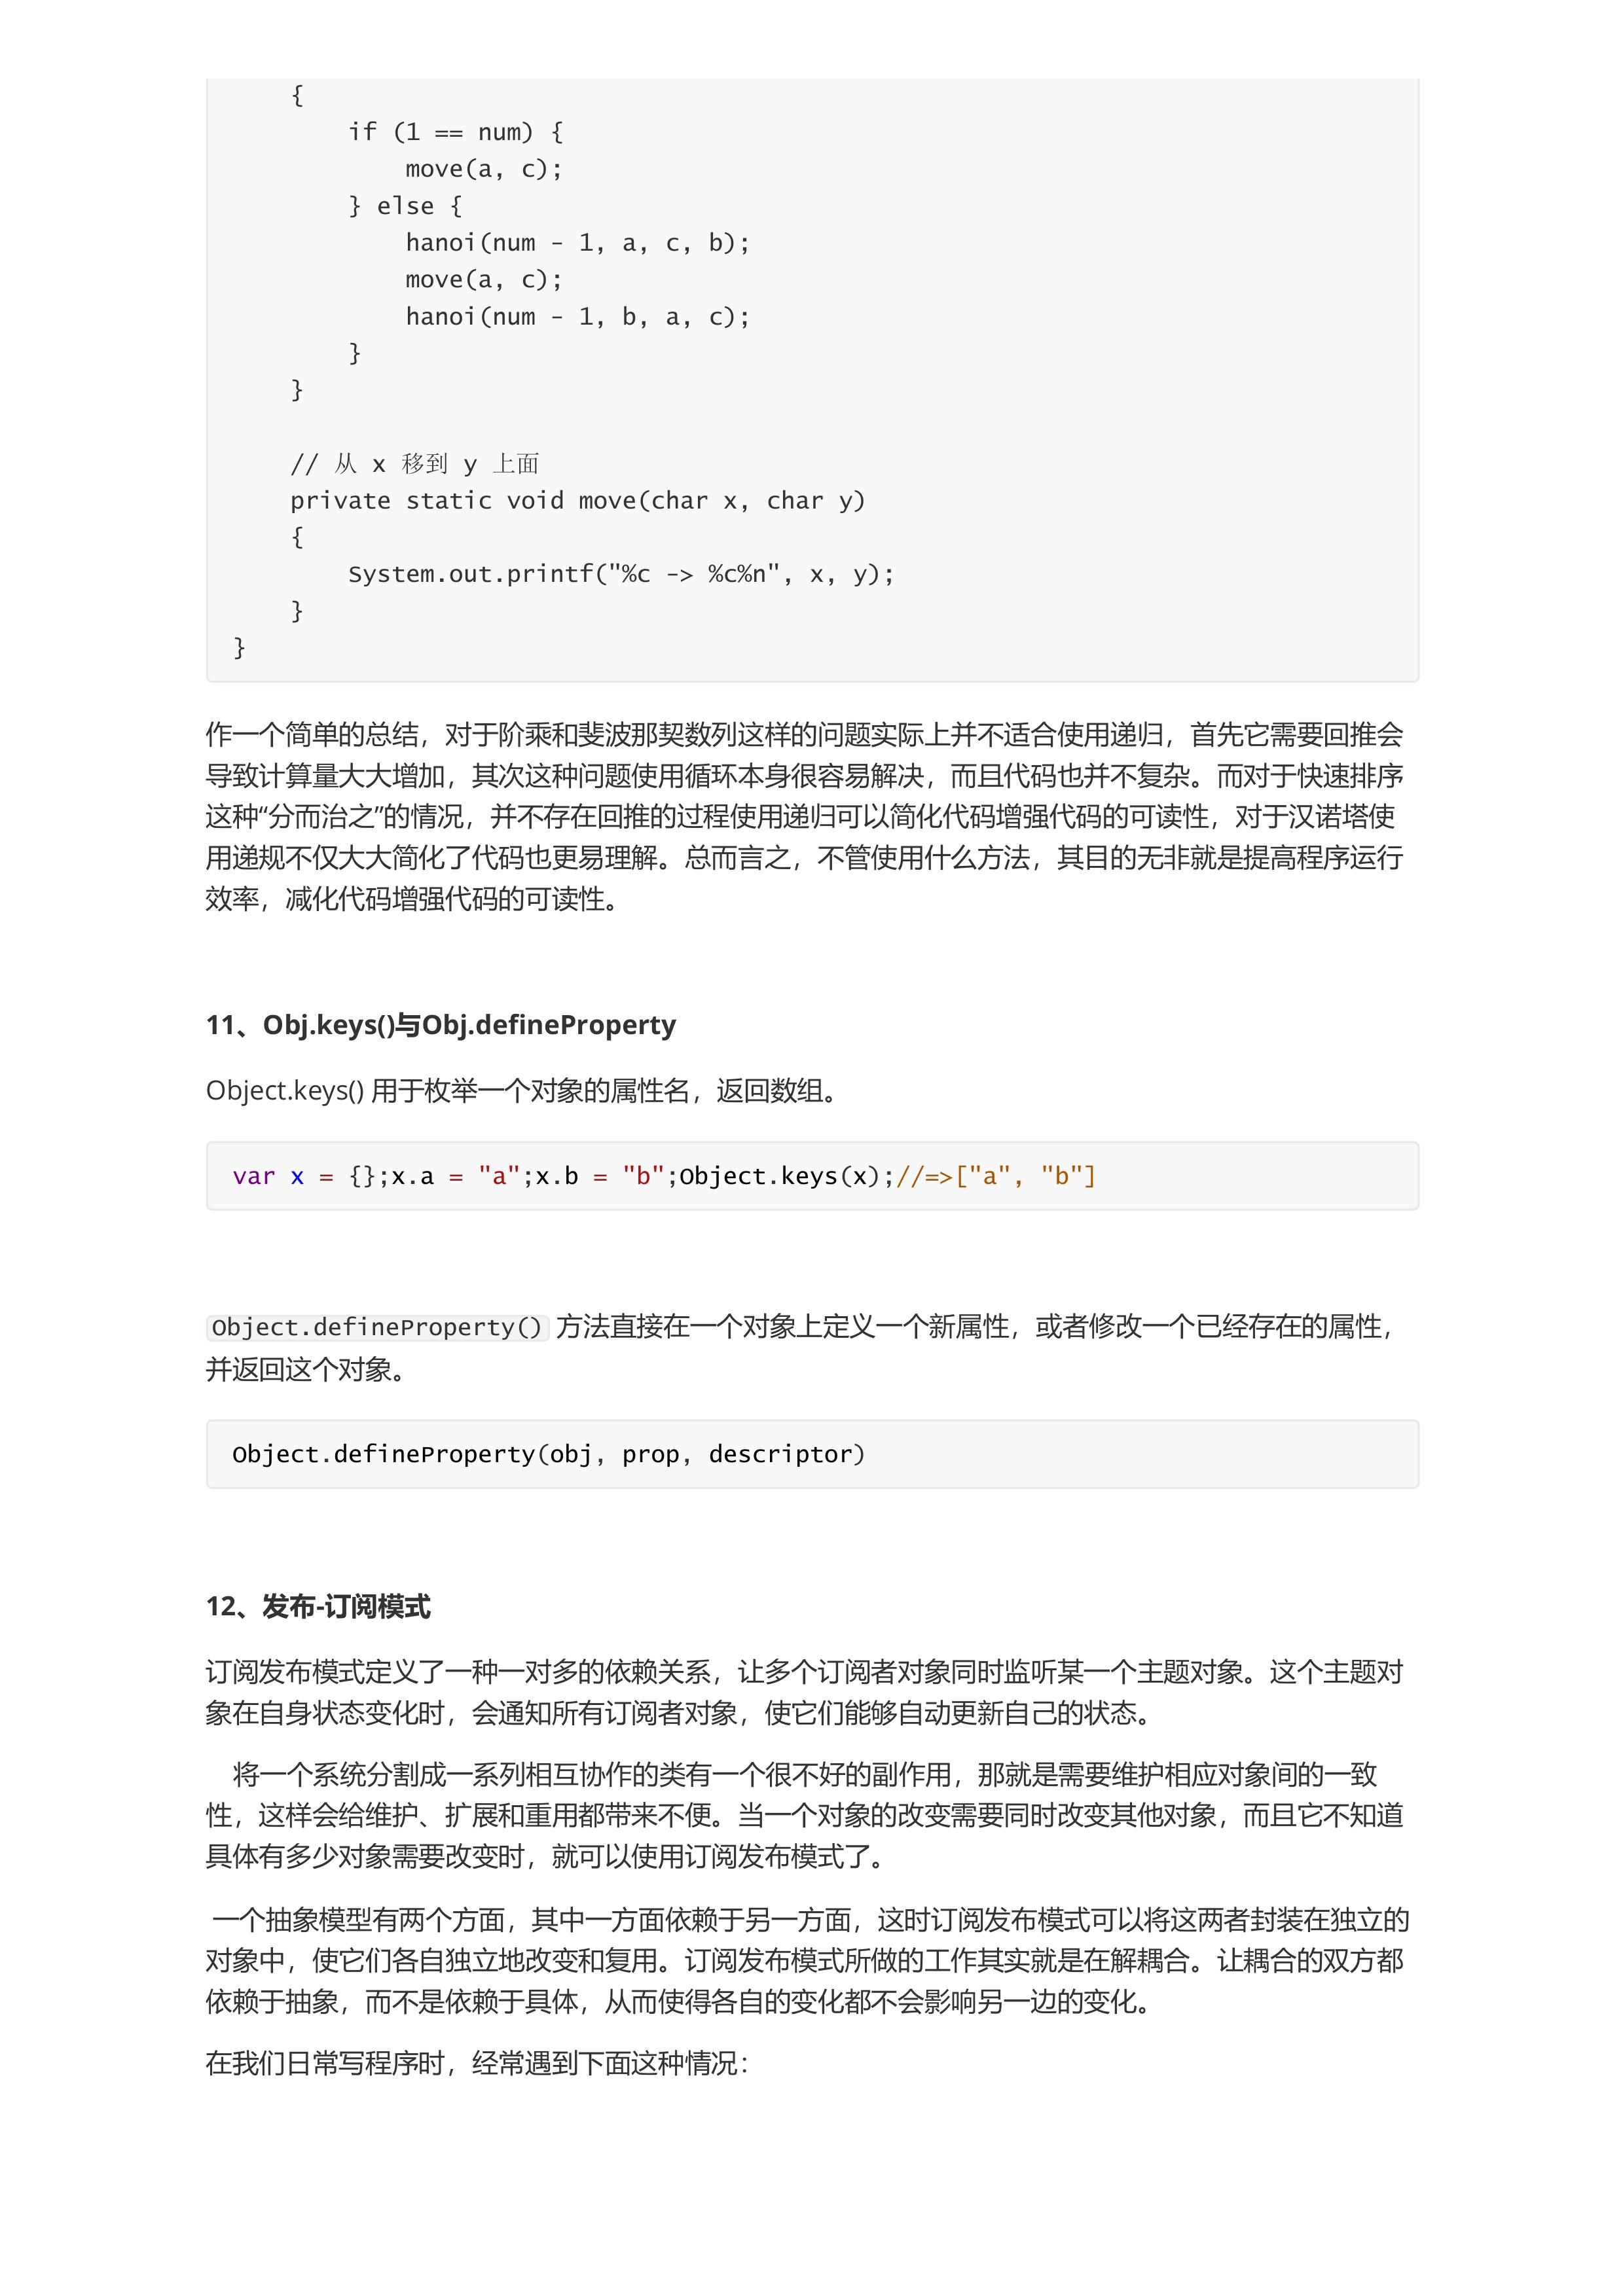 {
if (1 == num) {
move(a, c);
} else {
hanoi(num - 1, a, c, b);
move(a, c);
hanoi(num - 1, b, a, c);
}
}
// 从 x 移到 y 上面
private static void move(char x, char y)
{
System.out.printf("%c -> %c%n", x, y);
}
}
作一个简单的总结，对于阶乘和斐波那契数列这样的问题实际上并不适合使用递归，首先它需要回推会
导致计算量大大增加，其次这种问题使用循环本身很容易解决，而且代码也并不复杂。而对于快速排序
这种“分而治之”的情况，并不存在回推的过程使用递归可以简化代码增强代码的可读性，对于汉诺塔使
用递规不仅大大简化了代码也更易理解。总而言之，不管使用什么方法，其目的无非就是提高程序运行
效率，减化代码增强代码的可读性。
11、Obj.keys()与Obj.defineProperty
Object.keys() 用于枚举一个对象的属性名，返回数组。
var x = {};x.a = "a";x.b = "b";Object.keys(x);//=>["a", "b"]
Object.defineProperty() 方法直接在一个对象上定义一个新属性，或者修改一个已经存在的属性，
并返回这个对象。
Object.defineProperty(obj, prop, descriptor)
12、发布-订阅模式
订阅发布模式定义了一种一对多的依赖关系，让多个订阅者对象同时监听某一个主题对象。这个主题对
象在自身状态变化时，会通知所有订阅者对象，使它们能够自动更新自己的状态。
将一个系统分割成一系列相互协作的类有一个很不好的副作用，那就是需要维护相应对象间的一致
性，这样会给维护、扩展和重用都带来不便。当一个对象的改变需要同时改变其他对象，而且它不知道
具体有多少对象需要改变时，就可以使用订阅发布模式了。
一个抽象模型有两个方面，其中一方面依赖于另一方面，这时订阅发布模式可以将这两者封装在独立的
对象中，使它们各自独立地改变和复用。订阅发布模式所做的工作其实就是在解耦合。让耦合的双方都
依赖于抽象，而不是依赖于具体，从而使得各自的变化都不会影响另一边的变化。
在我们日常写程序时，经常遇到下面这种情况：